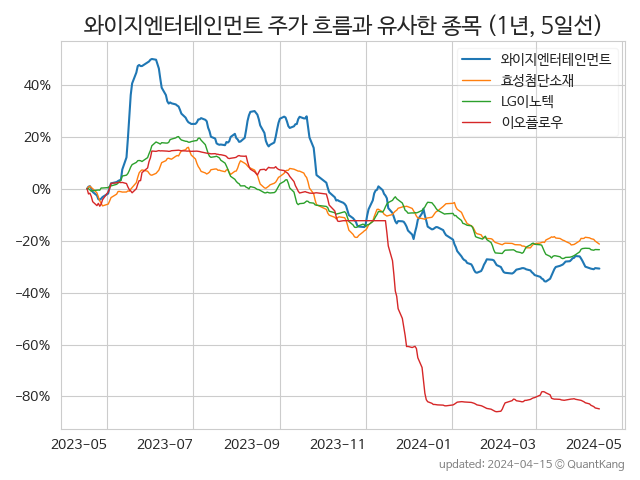 와이지엔터테인먼트 주가 흐름과 유사한 종목 (1년, 5일선)
와이지엔터테인먼트
효성첨단소재
LG이노텍
이오플로우
40%
20%
0%
−20%
−40%
−60%
−80%
2023-05 2023-07 2023-09 2023-11 2024-01 2024-03 2024-05
updated: 2024-04-15 © QuantKang